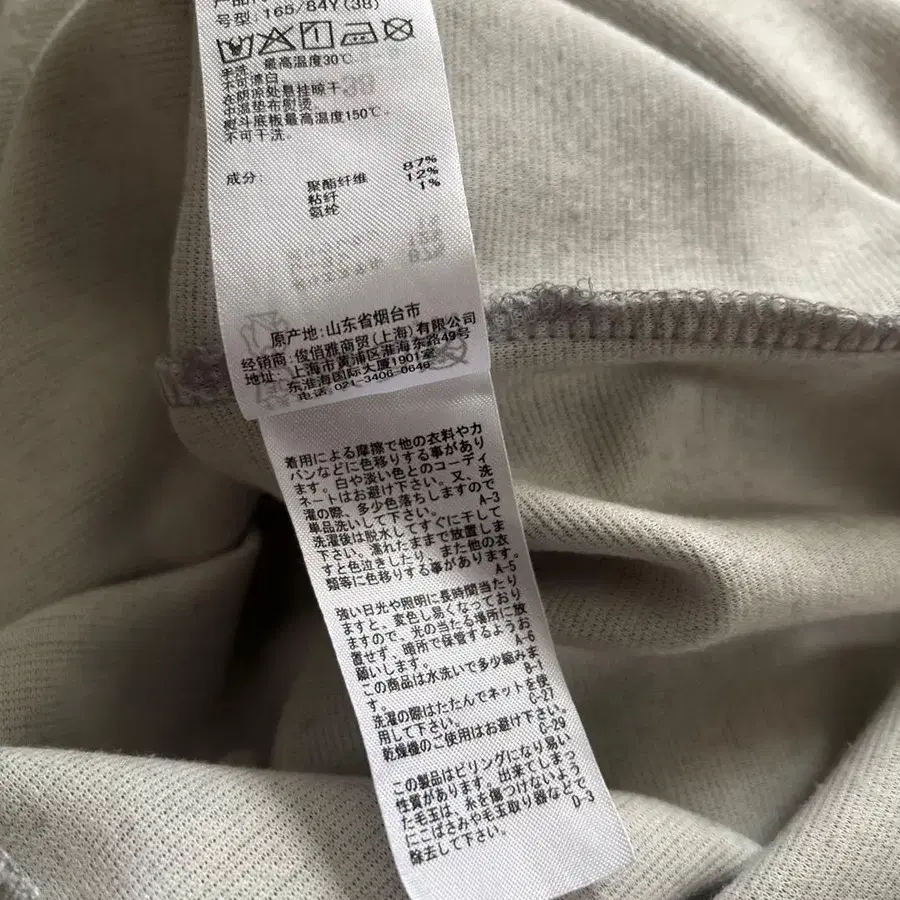 号型: 165/84Y(38)
手洗, 最高温度30℃
不可漂白
在阴凉处悬挂晾干
中温垫布熨烫
熨斗底板最高温度150℃
不可干洗.
成分: 聚酯纤维 87%
粘纤 12%
氨纶 1%
原产地: 山东省烟台市
经销商: 俊俏雅商贸(上海)有限公司
地址: 上海市黄浦区淮海东路49号
东淮海国际大厦1901室
电话 021-3406-0646
着用による摩擦で他の衣料やカ
バンなどに色移りする事があり
ます。白や淡い色とのコーディ
ネートはお避け下さい。又、洗
濯の際、多少色落ちしますので
単品洗いして下さい。 A-3
洗濯後は脱水してすぐに干して
下さい。濡れたままで放置しま
すと色泣きしたり、また他の衣
類等に色移りする事があります。
A-5
強い日光や照明に長時間当たり
ますと、変色し易くなっており
ますので、光の当たる場所に放
置せず、暗所で保管するようお
願いします。 A-6
この商品は水洗いで多少縮みま
す。 B-1
洗濯の際はたたんでネットを使
用して下さい。 C-27
乾燥機のご使用はお避け下さい。
C-29
この製品はピリングになり易い
性質があります。出来てしまっ
た毛玉は、糸を傷つけないよう
にこばさみや毛玉取り器などで
除去して下さい。 D-3